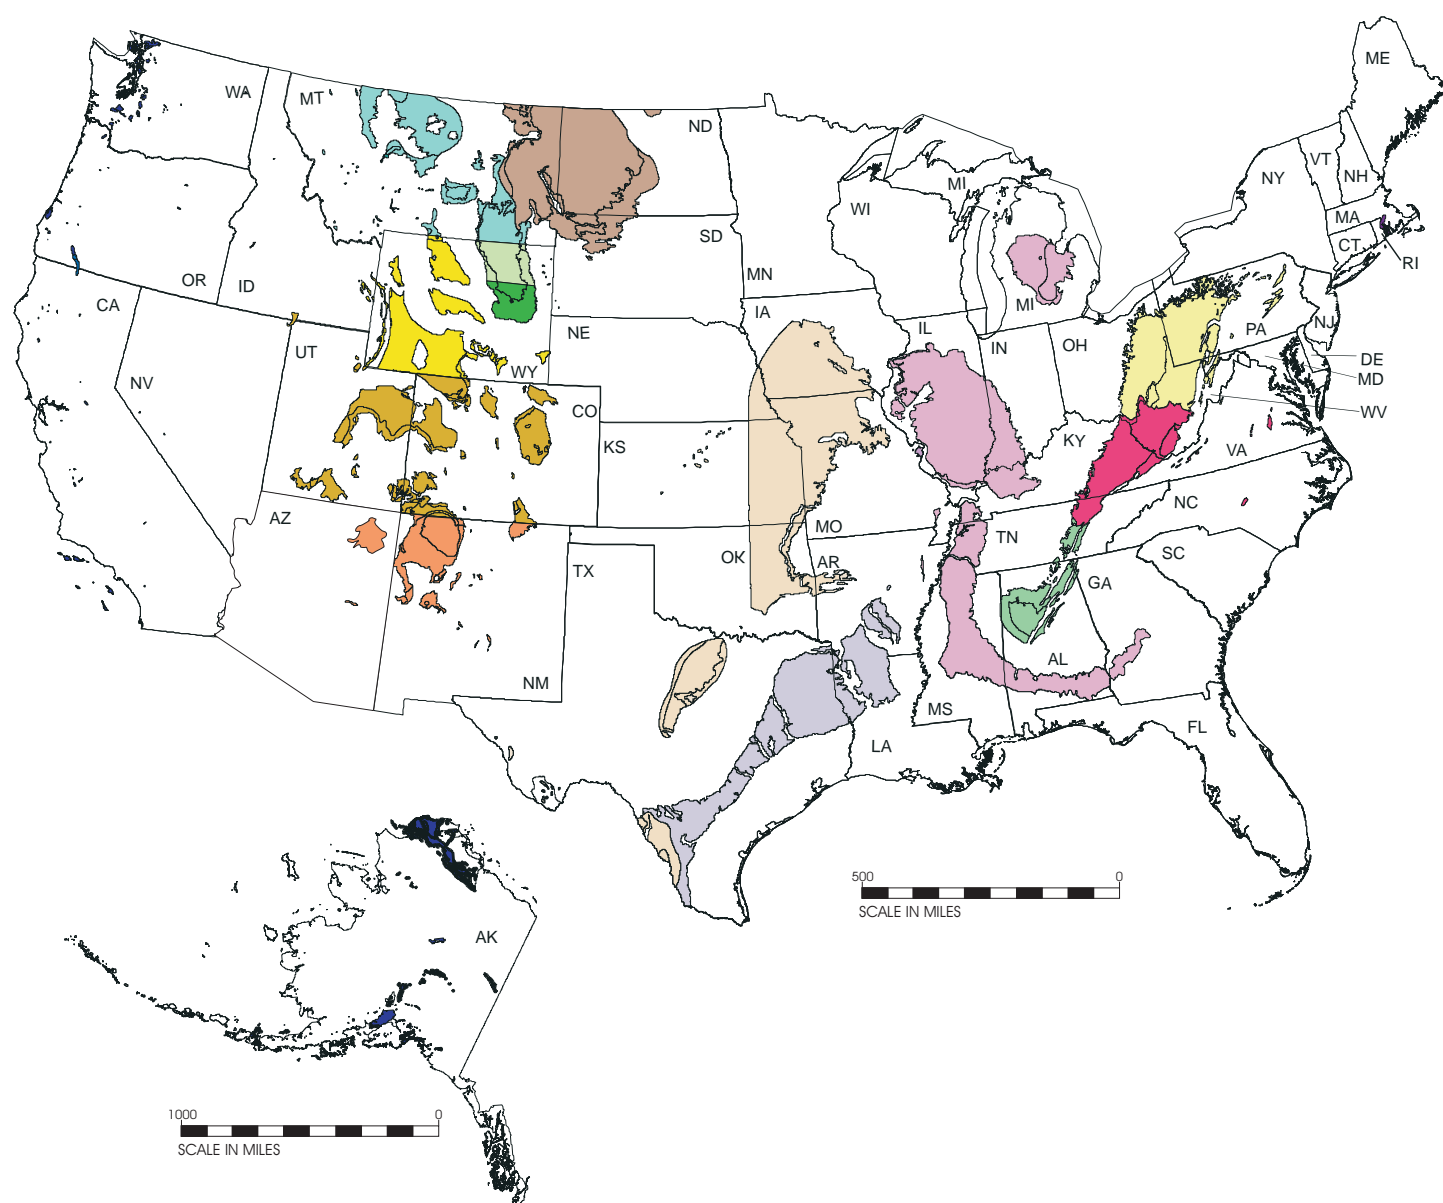 ME
WA
MT
ND
VT
NH
NY
MI
MA
WI
SD
CT
RI
MN
OR
ID
CA
MI
IA
NJ
PA
IL
NE
OH
IN
UT
DE
WY
MD
NV
CO
WV
KY
KS
VA
NC
AZ
MO
TN
SC
OK
AR
TX
GA
AL
NM
MS
FL
LA
500 0
SCALE IN MILES
AK
1000 0
SCALE IN MILES